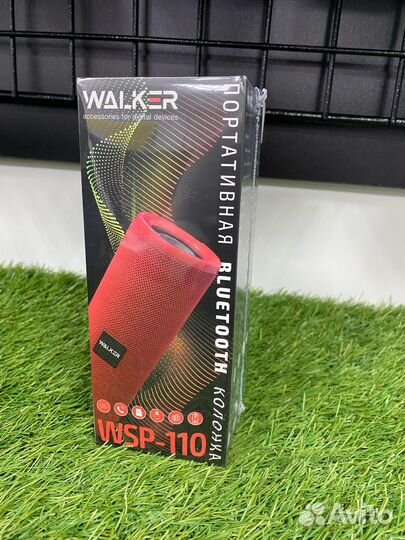 WALKER
accessories for digital devices
ПОРТАТИВНАЯ BLUETOOTH КОЛОНКА
WALKER
WSP-110
Avito